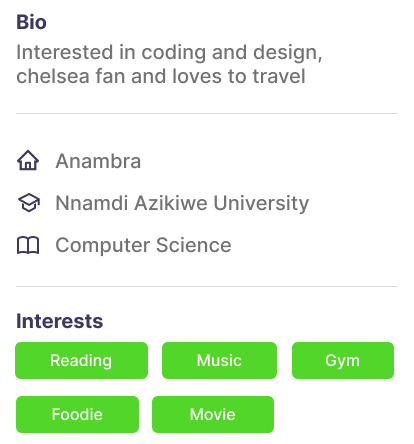 Bio
Interested in coding and design,
chelsea fan and loves to travel
Anambra
Nnamdi Azikiwe University
Computer Science
Interests
Reading Music Gym
Foodie Movie